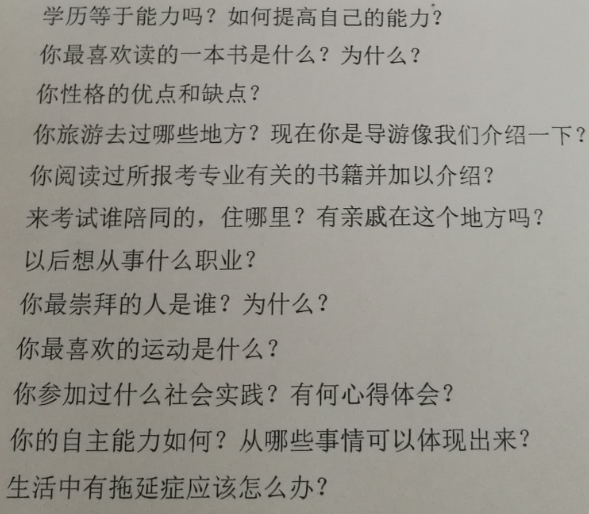 学历等于能力吗？如何提高自己的能力？
你最喜欢读的一本书是什么？为什么？
你性格的优点和缺点？
你旅游去过哪些地方？现在你是导游像我们介绍一下？
你阅读过所报考专业有关的书籍并加以介绍？
来考试谁陪同的，住哪里？有亲戚在这个地方吗？
以后想从事什么职业？
你最崇拜的人是谁？为什么？
你最喜欢的运动是什么？
你参加过什么社会实践？有何心得体会？
你的自主能力如何？从哪些事情可以体现出来？
生活中有拖延症应该怎么办？